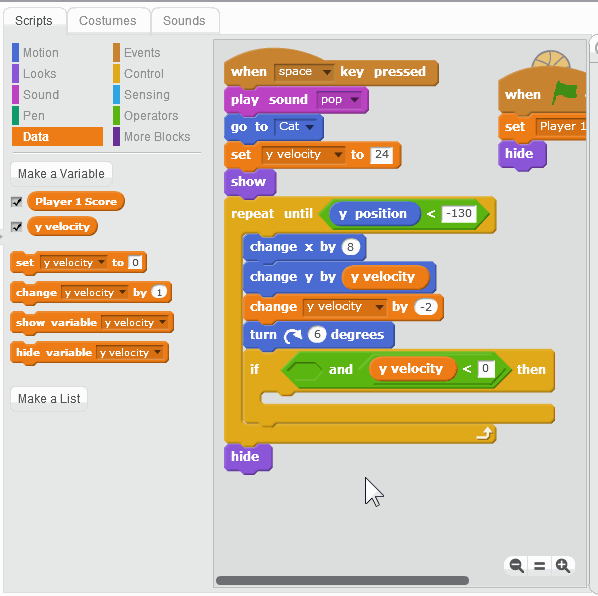 Scripts Costumes Sounds
Motion Events
Looks Control
Sound Sensing
Pen Operators
Data More Blocks
Make a Variable
Player 1 Score
y velocity
set y velocity to 0
change y velocity by 1
show variable y velocity
hide variable y velocity
Make a List
when space key pressed
play sound pop
go to Cat
set y velocity to 24
show
repeat until y position < -130
change x by 8
change y by y velocity
change y velocity by -2
turn 6 degrees
if and y velocity < 0 then
hide
when
set Player 1
hide